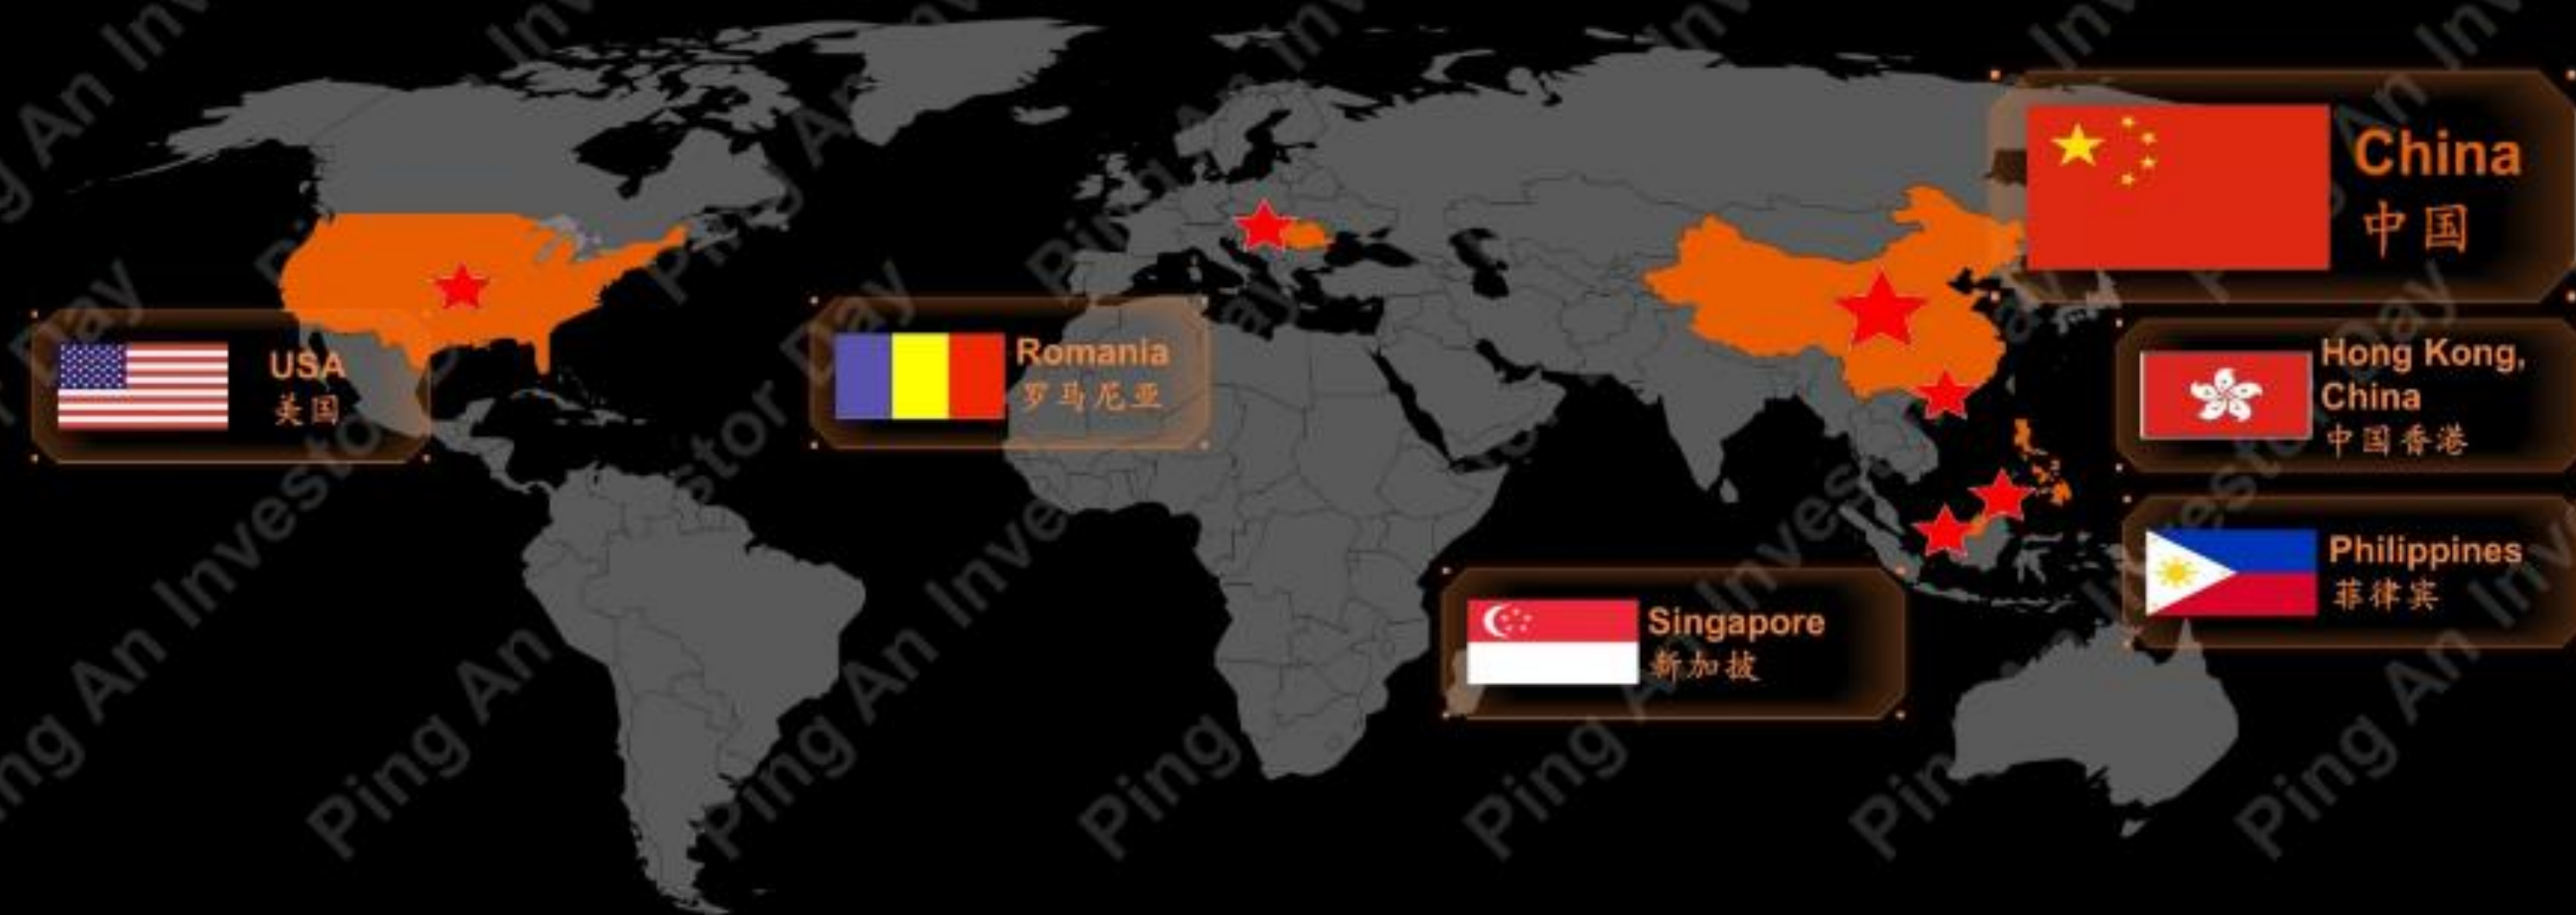 China
中国
USA
美国
Romania
罗马尼亚
Hong Kong,
China
中国香港
Singapore
新加披
Philippines
菲律宾
Ping An Investor Day